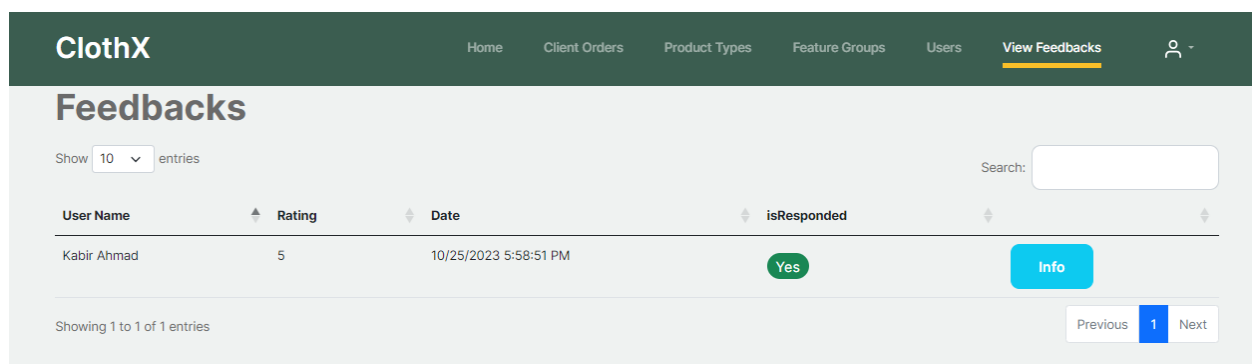 ClothX Home Client Orders Product Types Feature Groups Users View Feedbacks
Feedbacks
Show 10 entries Search:
User Name Rating Date isResponded
Kabir Ahmad 5 10/25/2023 5:58:51 PM Yes Info
Showing 1 to 1 of 1 entries Previous 1 Next